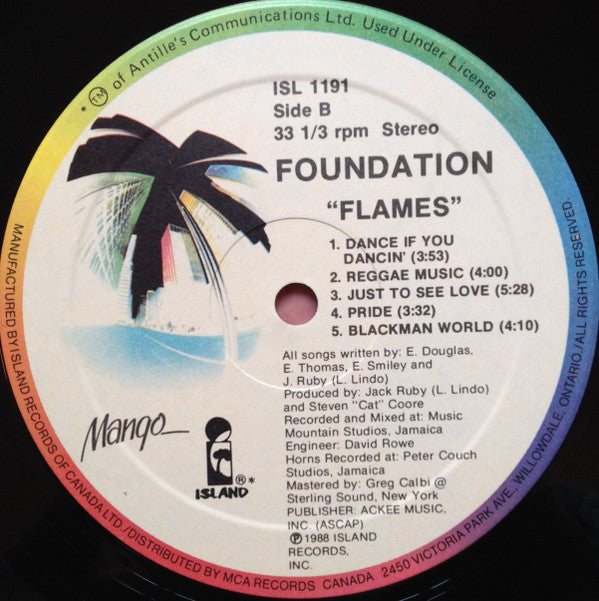 * ™ of Antille's Communications Ltd. Used Under License
ISL 1191
Side B
33 1/3 rpm Stereo
FOUNDATION
"FLAMES"
1. DANCE IF YOU
DANCIN' (3:53)
2. REGGAE MUSIC (4:00)
3. JUST TO SEE LOVE (5:28)
4. PRIDE (3:32)
5. BLACKMAN WORLD (4:10)
All songs written by: E. Douglas,
E. Thomas, E. Smiley and
J. Ruby (L. Lindo)
Produced by: Jack Ruby (L. Lindo)
and Steven "Cat" Coore
Recorded and Mixed at: Music
Mountain Studios, Jamaica
Engineer: David Rowe
Horns Recorded at: Peter Couch
Studios, Jamaica
Mastered by: Greg Calbi @
Sterling Sound, New York
PUBLISHER: ACKEE MUSIC,
INC. (ASCAP)
℗ 1988 ISLAND
RECORDS,
INC.
Mango
ISLAND ®*
MANUFACTURED BY ISLAND RECORDS OF CANADA LTD./DISTRIBUTED BY MCA RECORDS CANADA 2450 VICTORIA PARK AVE. WILLOWDALE, ONTARIO./ALL RIGHTS RESERVED